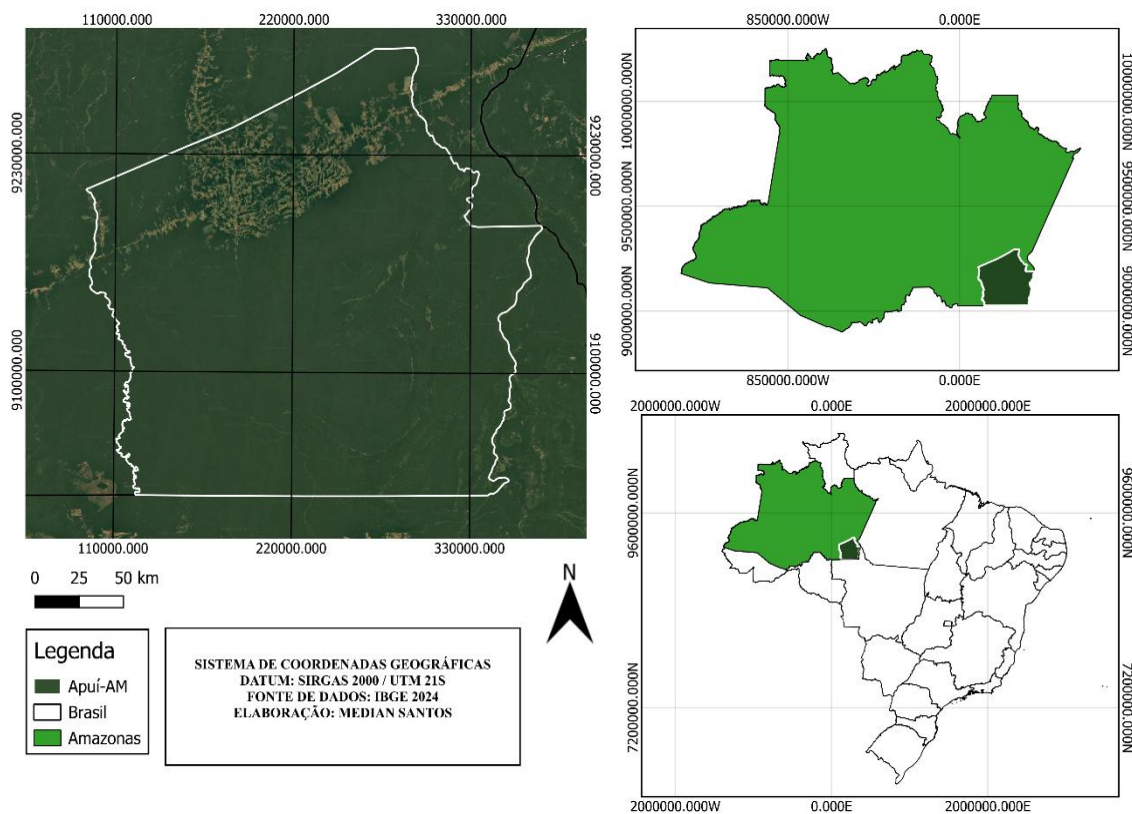 110000.000
220000.000
330000.000
9230000.000
9230000.000
9100000.000
9100000.000
110000.000
220000.000
330000.000
0
25
50 km
N
Legenda
Apuí-AM
Brasil
Amazonas
SISTEMA DE COORDENADAS GEOGRÁFICAS
DATUM: SIRGAS 2000 / UTM 21S
FONTE DE DADOS: IBGE 2024
ELABORAÇÃO: MEDIAN SANTOS
850000.000W
0.000E
10000000.000N
10000000.000N
9500000.000N
9500000.000N
9000000.000N
9000000.000N
850000.000W
0.000E
2000000.000W
0.000E
2000000.000E
9600000.000N
9600000.000N
7200000.000N
7200000.000N
2000000.000W
0.000E
2000000.000E